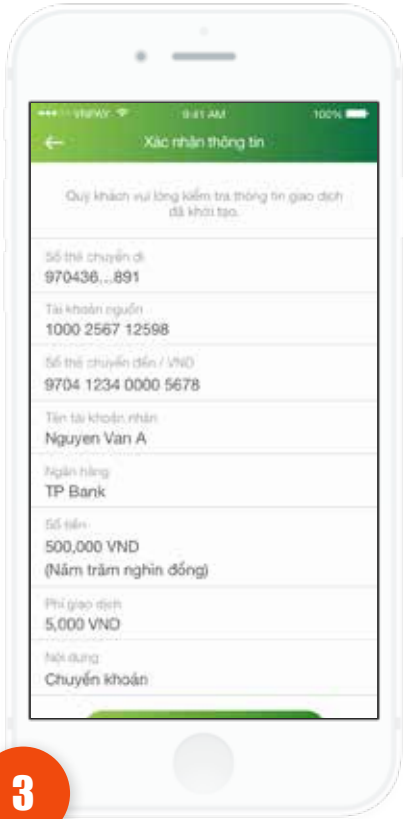 9:41 AM
100%
Xác nhận thông tin
Quý khách vui lòng kiểm tra thông tin giao dịch
đã khởi tạo.
Số thẻ chuyển đi
970436...891
Tài khoản nguồn
1000 2567 12598
Số thẻ chuyển đến / VND
9704 1234 0000 5678
Tên tài khoản nhận
Nguyen Van A
Ngân hàng
TP Bank
Số tiền
500,000 VND
(Năm trăm nghìn đồng)
Phí giao dịch
5,000 VND
Nội dung
Chuyển khoản
3